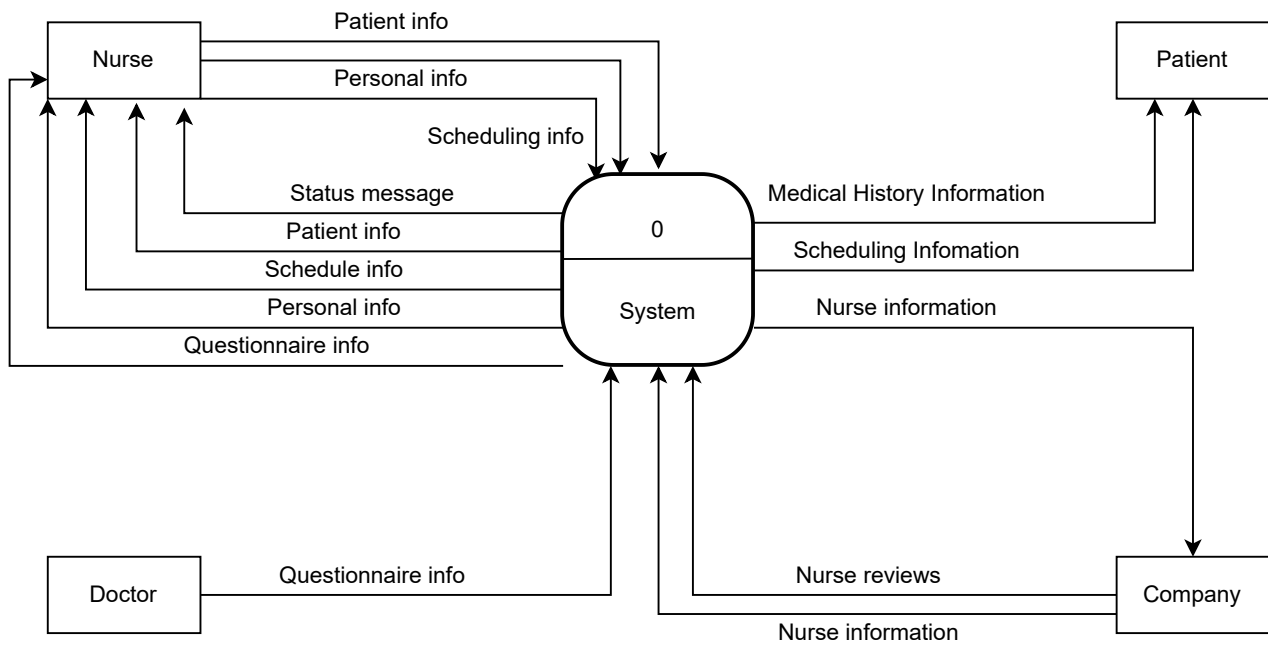 Patient info
Nurse
Patient
Personal info
Scheduling info
Status message
Medical History Information
Patient info
0
Scheduling Infomation
Schedule info
Personal info
System
Nurse information
Questionnaire info
Questionnaire info
Nurse reviews
Doctor
Company
Nurse information